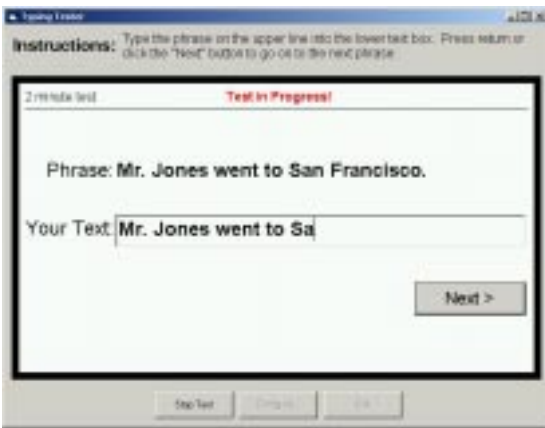 Typing Tester
Instructions: Type the phrase on the upper line into the lower text box. Press return or
click the "Next" button to go on to the next phrase.
2 minute test
Test in Progress!
Phrase: Mr. Jones went to San Francisco.
Your Text: Mr. Jones went to Sa
Next >
Stop Test